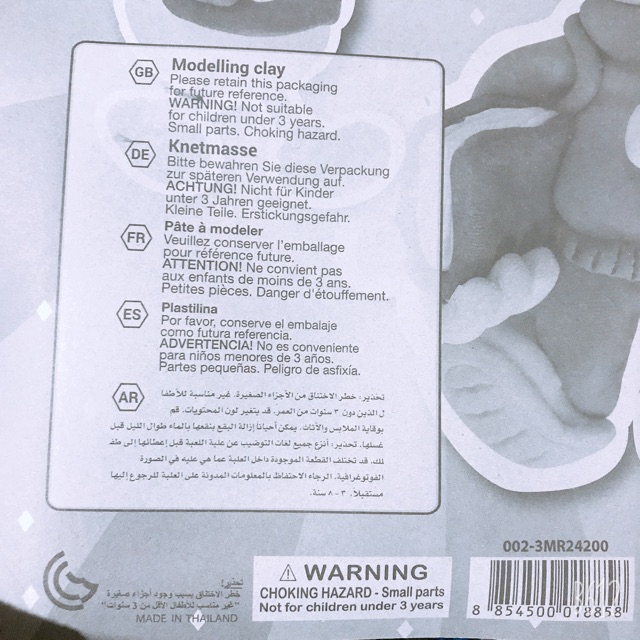 GB Modelling clay
Please retain this packaging
for future reference.
WARNING! Not suitable
for children under 3 years.
Small parts. Choking hazard.
DE Knetmasse
Bitte bewahren Sie diese Verpackung
zur späteren Verwendung auf.
ACHTUNG! Nicht für Kinder
unter 3 Jahren geeignet.
Kleine Teile. Erstickungsgefahr.
FR Pâte à modeler
Veuillez conserver l'emballage
pour référence future.
ATTENTION! Ne convient pas
aux enfants de moins de 3 ans.
Petites pièces. Danger d'étouffement.
ES Plastilina
Por favor, conserve el embalaje
como futura referencia.
ADVERTENCIA! No es conveniente
para niños menores de 3 años.
Partes pequeñas. Peligro de asfixia.
AR تحذير: خطر الاختناق من الأجزاء الصغيرة. غير مناسبة للأطفا
ل الذين دون ٣ سنوات من العمر. قد يتغير لون المحتويات. قم
بوقاية الملابس والأثاث. يمكن أحياناً إزالة البقع بنقعها بالماء طوال الليل قبل
غسلها. تحذير: أنزع جميع لغات التوضيب عن علبة اللعبة قبل إعطائها إلى طف
لك. قد تختلف القطعة الموجودة داخل العلبة عما هي عليه في الصورة
الفوتوغرافية. الرجاء الاحتفاظ بالمعلومات المدونة على العلبة للرجوع إليها
مستقبلا. ٣-٨ سنة.
تحذير!
خطر الاختناق بسبب وجود أجزاء صغيرة
"غير مناسب للأطفال الأقل من 3 سنوات"
MADE IN THAILAND
WARNING
CHOKING HAZARD - Small parts
Not for children under 3 years
002-3MR24200
8 854500 018858